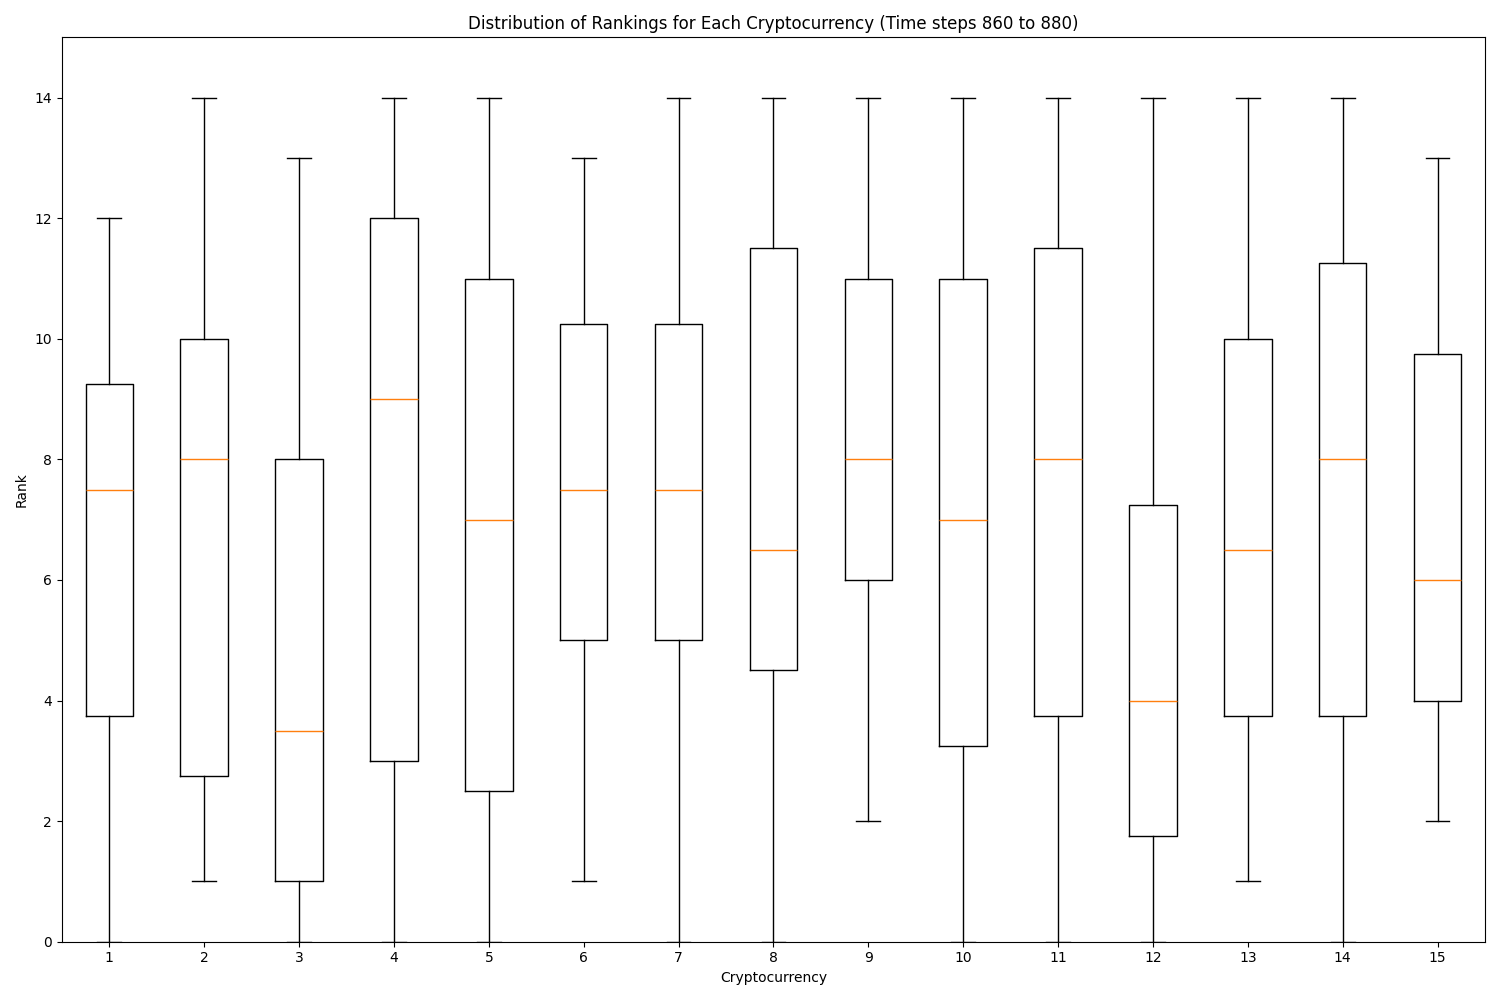 Distribution of Rankings for Each Cryptocurrency (Time steps 860 to 880)
14
12
10
8
6
4
2
0
Rank
1 2 3 4 5 6 7 8 9 10 11 12 13 14 15
Cryptocurrency